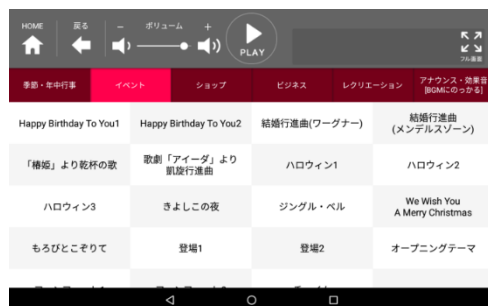 HOME
戻る
− ボリューム +
PLAY
フル画面
季節・年中行事
イベント
ショップ
ビジネス
レクリエーション
アナウンス・効果音
[BGMにのっかる]
Happy Birthday To You1
Happy Birthday To You2
結婚行進曲(ワーグナー)
結婚行進曲
(メンデルスゾーン)
「椿姫」より乾杯の歌
歌劇「アイーダ」より
凱旋行進曲
ハロウィン1
ハロウィン2
ハロウィン3
きよしこの夜
ジングル・ベル
We Wish You
A Merry Christmas
もろびとこぞりて
登場1
登場2
オープニングテーマ